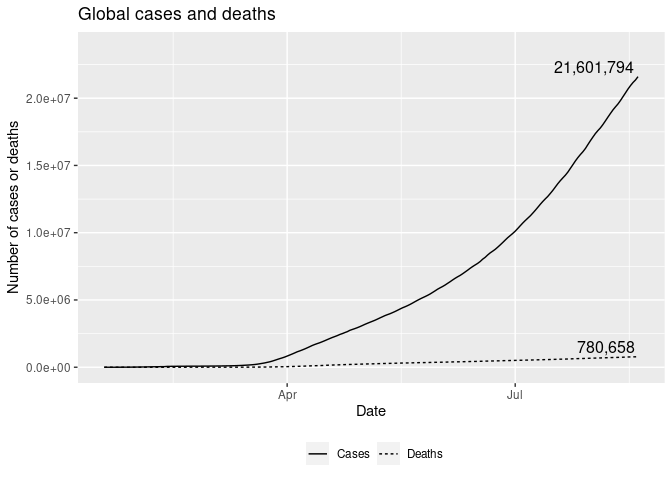 Global cases and deaths
Number of cases or deaths
2.0e+07
1.5e+07
1.0e+07
5.0e+06
0.0e+00
21,601,794
780,658
Apr
Jul
Date
Cases
Deaths